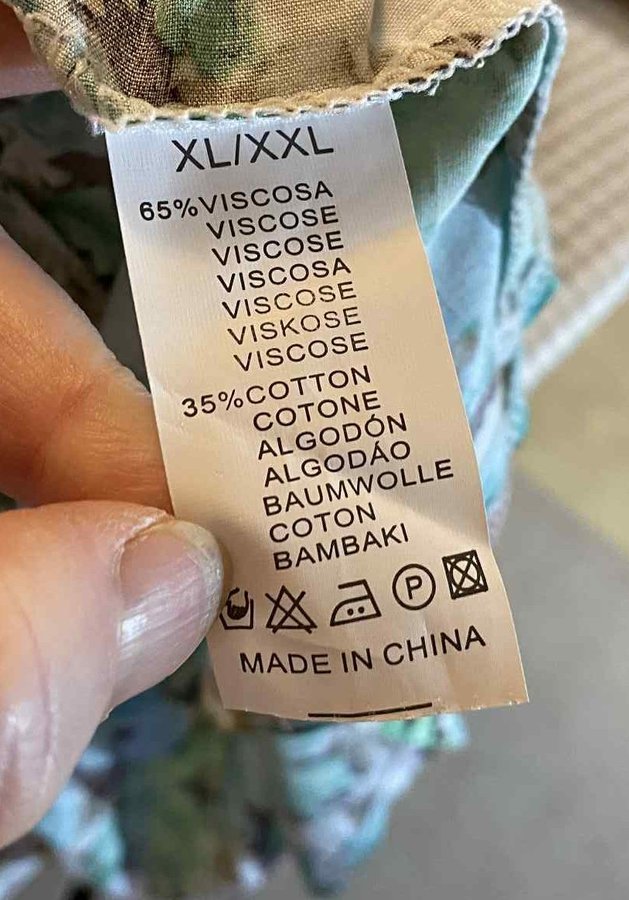 XL/XXL
65%VISCOSA
VISCOSE
VISCOSE
VISCOSA
VISCOSE
VISKOSE
VISCOSE
35%COTTON
COTONE
ALGODÓN
ALGODÁO
BAUMWOLLE
COTON
BAMBAKI
P
MADE IN CHINA